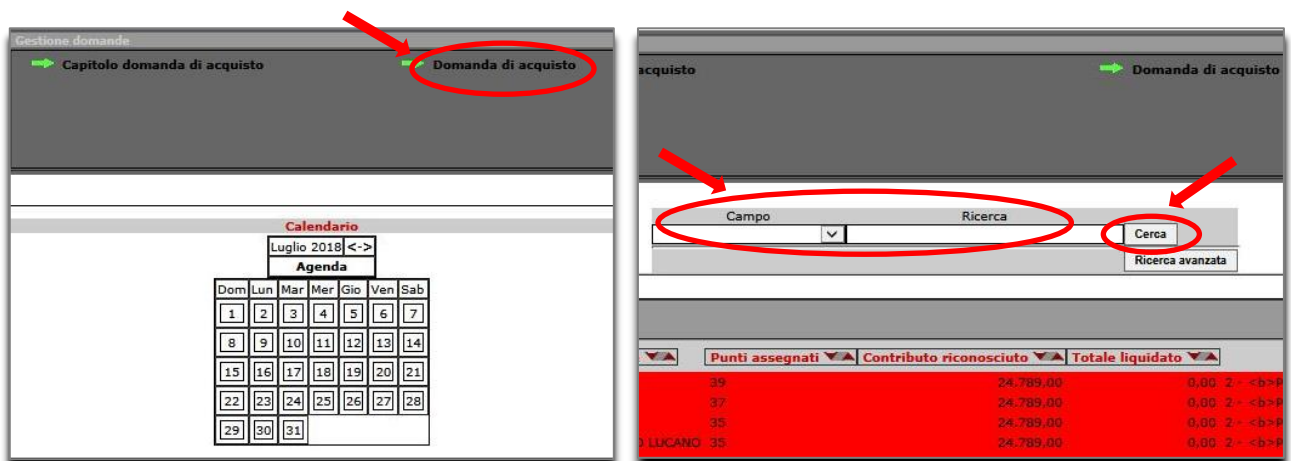 Gestione domande
Capitolo domanda di acquisto Domanda di acquisto
Calendario
Luglio 2018 <->
Agenda
Dom Lun Mar Mer Gio Ven Sab
1 2 3 4 5 6 7
8 9 10 11 12 13 14
15 16 17 18 19 20 21
22 23 24 25 26 27 28
29 30 31
acquisto Domanda di acquisto
Campo Ricerca
Cerca
Ricerca avanzata
Punti assegnati Contributo riconosciuto Totale liquidato
39 24.789,00 0,00 2 - <b>P
37 24.789,00 0,00 2 - <b>P
35 24.789,00 0,00 2 - <b>P
LUCANO 35 24.789,00 0,00 2 - <b>P